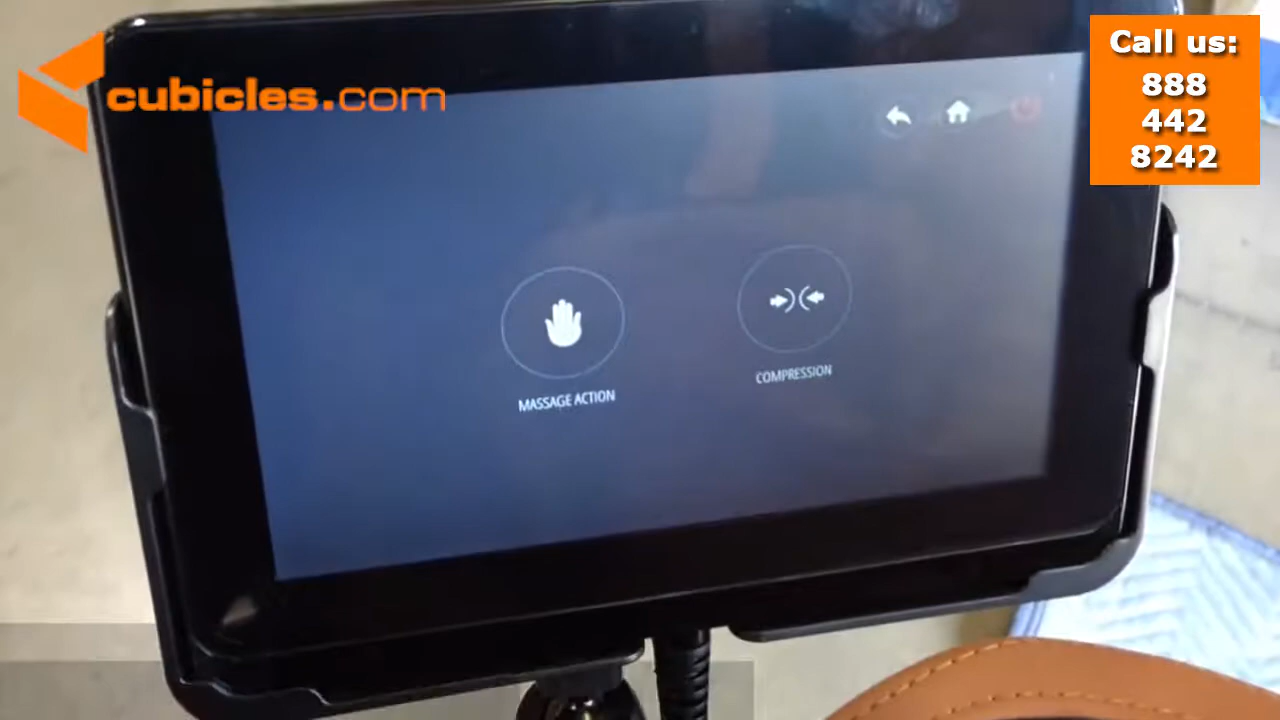 cubicles.com
Call us:
888
442
8242
MASSAGE ACTION
COMPRESSION